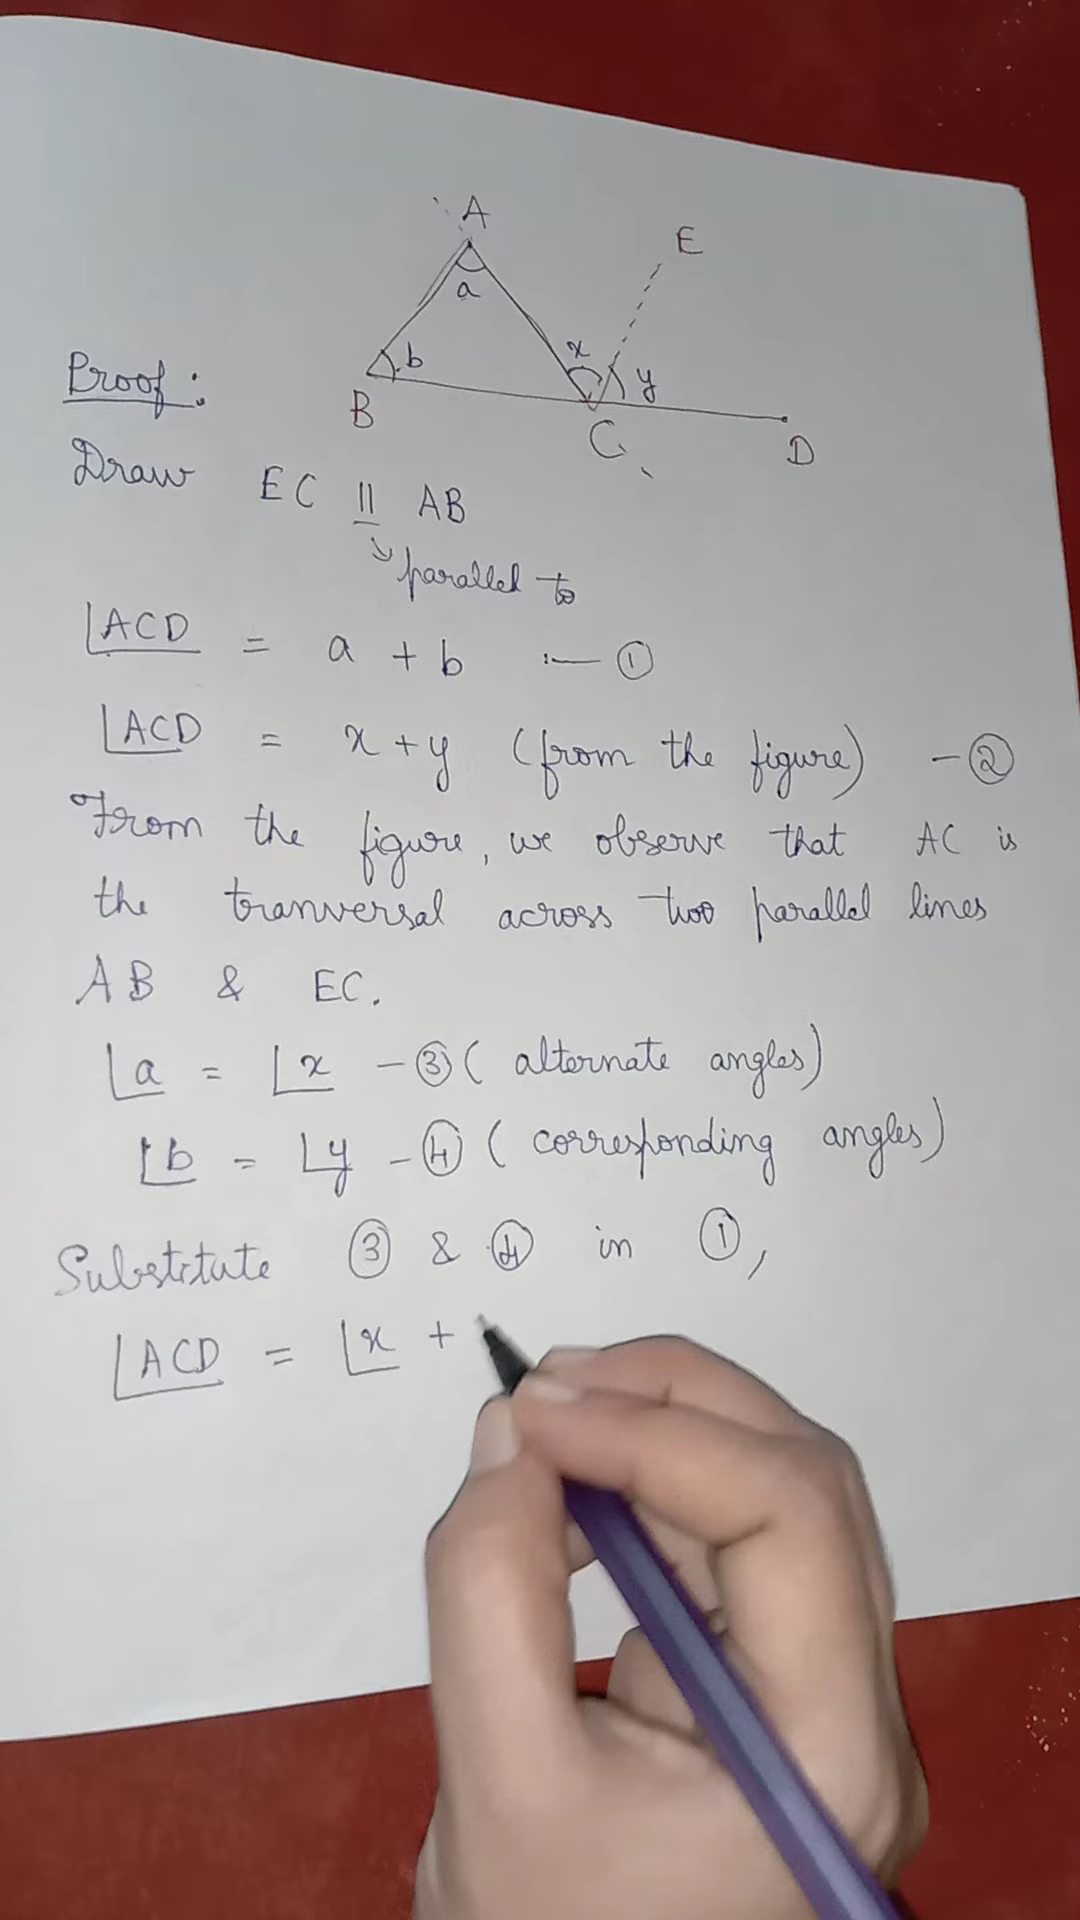 A
E
a
x
b
y
B
C
D
Proof:
Draw EC || AB
parallel to
∠ACD = a + b — ①
∠ACD = x + y (from the figure) - ②
From the figure, we observe that AC is
the tranversal across two parallel lines
AB & EC.
∠a = ∠x - ③ (alternate angles)
∠b = ∠y - ④ (corresponding angles)
Substitute ③ & ④ in ①,
∠ACD = ∠x +